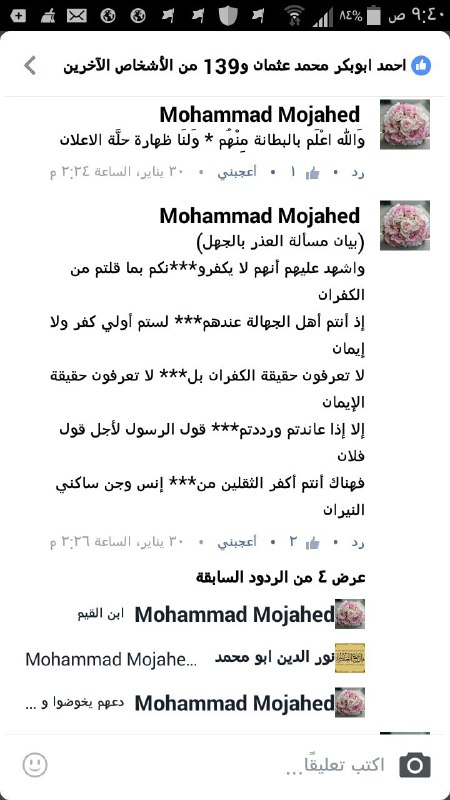 ٩:٤٠ ص
٨٤%
احمد ابوبكر محمد عثمان و139 من الأشخاص الآخرين
Mohammad Mojahed
وَالله اعْلَم بالبطانة مِنْهُم * وَلنَا ظهارة حلَّة الاعلان
رد • ١ • أعجبني • ٣٠ يناير، الساعة ٢:٢٤ م
Mohammad Mojahed
(بيان مسألة العذر بالجهل)
واشهد عليهم أنهم لا يكفرو***نكم بما قلتم من
الكفران
إذ أنتم أهل الجهالة عندهم*** لستم أولي كفر ولا
إيمان
لا تعرفون حقيقة الكفران بل*** لا تعرفون حقيقة
الإيمان
إلا إذا عاندتم ورددتم*** قول الرسول لأجل قول
فلان
فهناك أنتم أكفر الثقلين من*** إنس وجن ساكني
النيران
رد • ٢ • أعجبني • ٣٠ يناير، الساعة ٢:٢٦ م
عرض ٤ من الردود السابقة
Mohammad Mojahed ابن القيم
نور الدين ابو محمد Mohammad Mojahe...
Mohammad Mojahed دعهم يخوضوا و ...
اكتب تعليقًا...